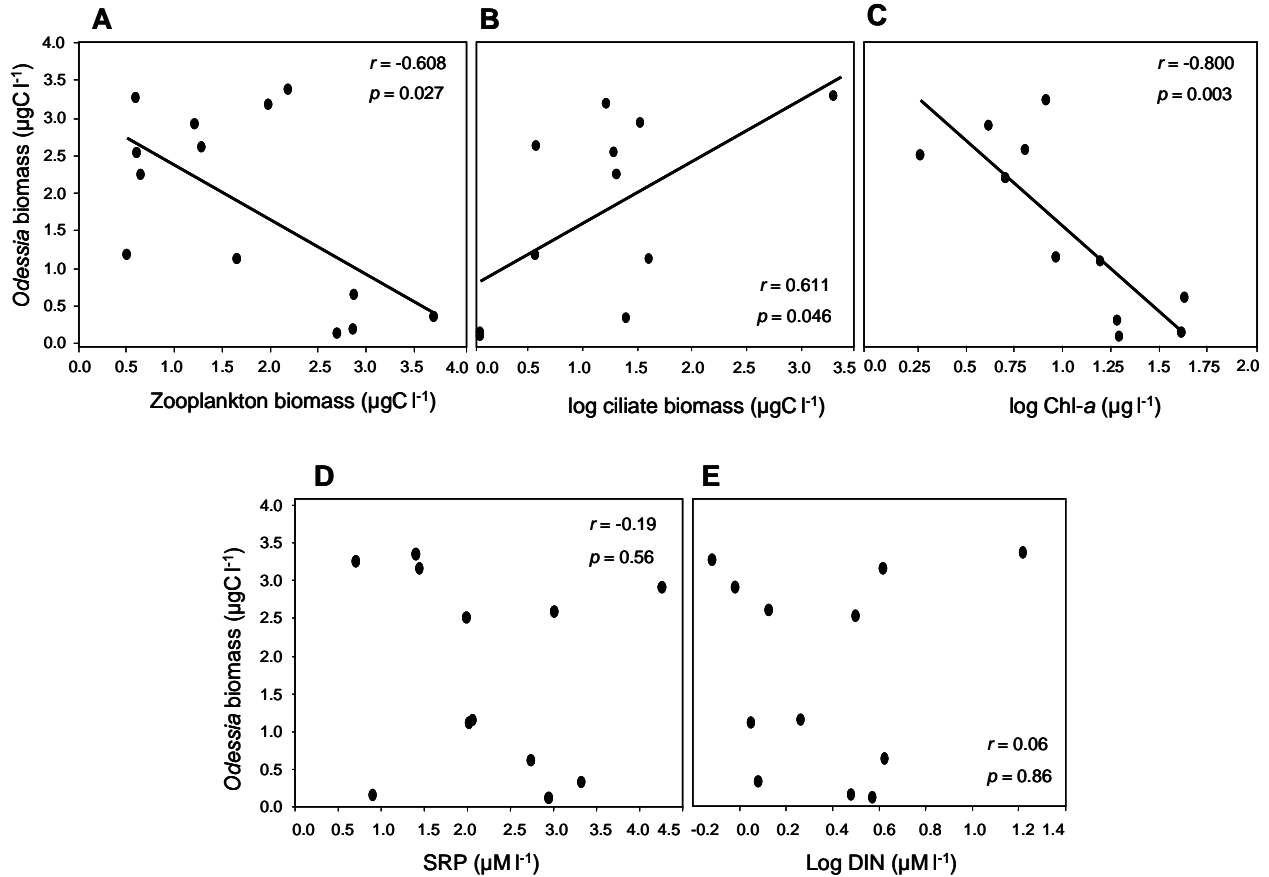 A
B
C
4.0
3.5
3.0
2.5
2.0
1.5
1.0
0.5
0.0
Odessia biomass (µgC l-1)
r = -0.608
p = 0.027
r = 0.611
p = 0.046
r = -0.800
p = 0.003
0.0 0.5 1.0 1.5 2.0 2.5 3.0 3.5 4.0
0.0 0.5 1.0 1.5 2.0 2.5 3.0 3.5
0.0 0.25 0.5 0.75 1.0 1.25 1.5 1.75 2.0
Zooplankton biomass (µgC l-1)
log ciliate biomass (µgC l-1)
log Chl-a (µg l-1)
D
E
4.0
3.5
3.0
2.5
2.0
1.5
1.0
0.5
0.0
Odessia biomass (µgC l-1)
r = -0.19
p = 0.56
r = 0.06
p = 0.86
0.0 0.5 1.0 1.5 2.0 2.5 3.0 3.5 4.0 4.5
-0.2 0.0 0.2 0.4 0.6 0.8 1.0 1.2 1.4
SRP (µM l-1)
Log DIN (µM l-1)